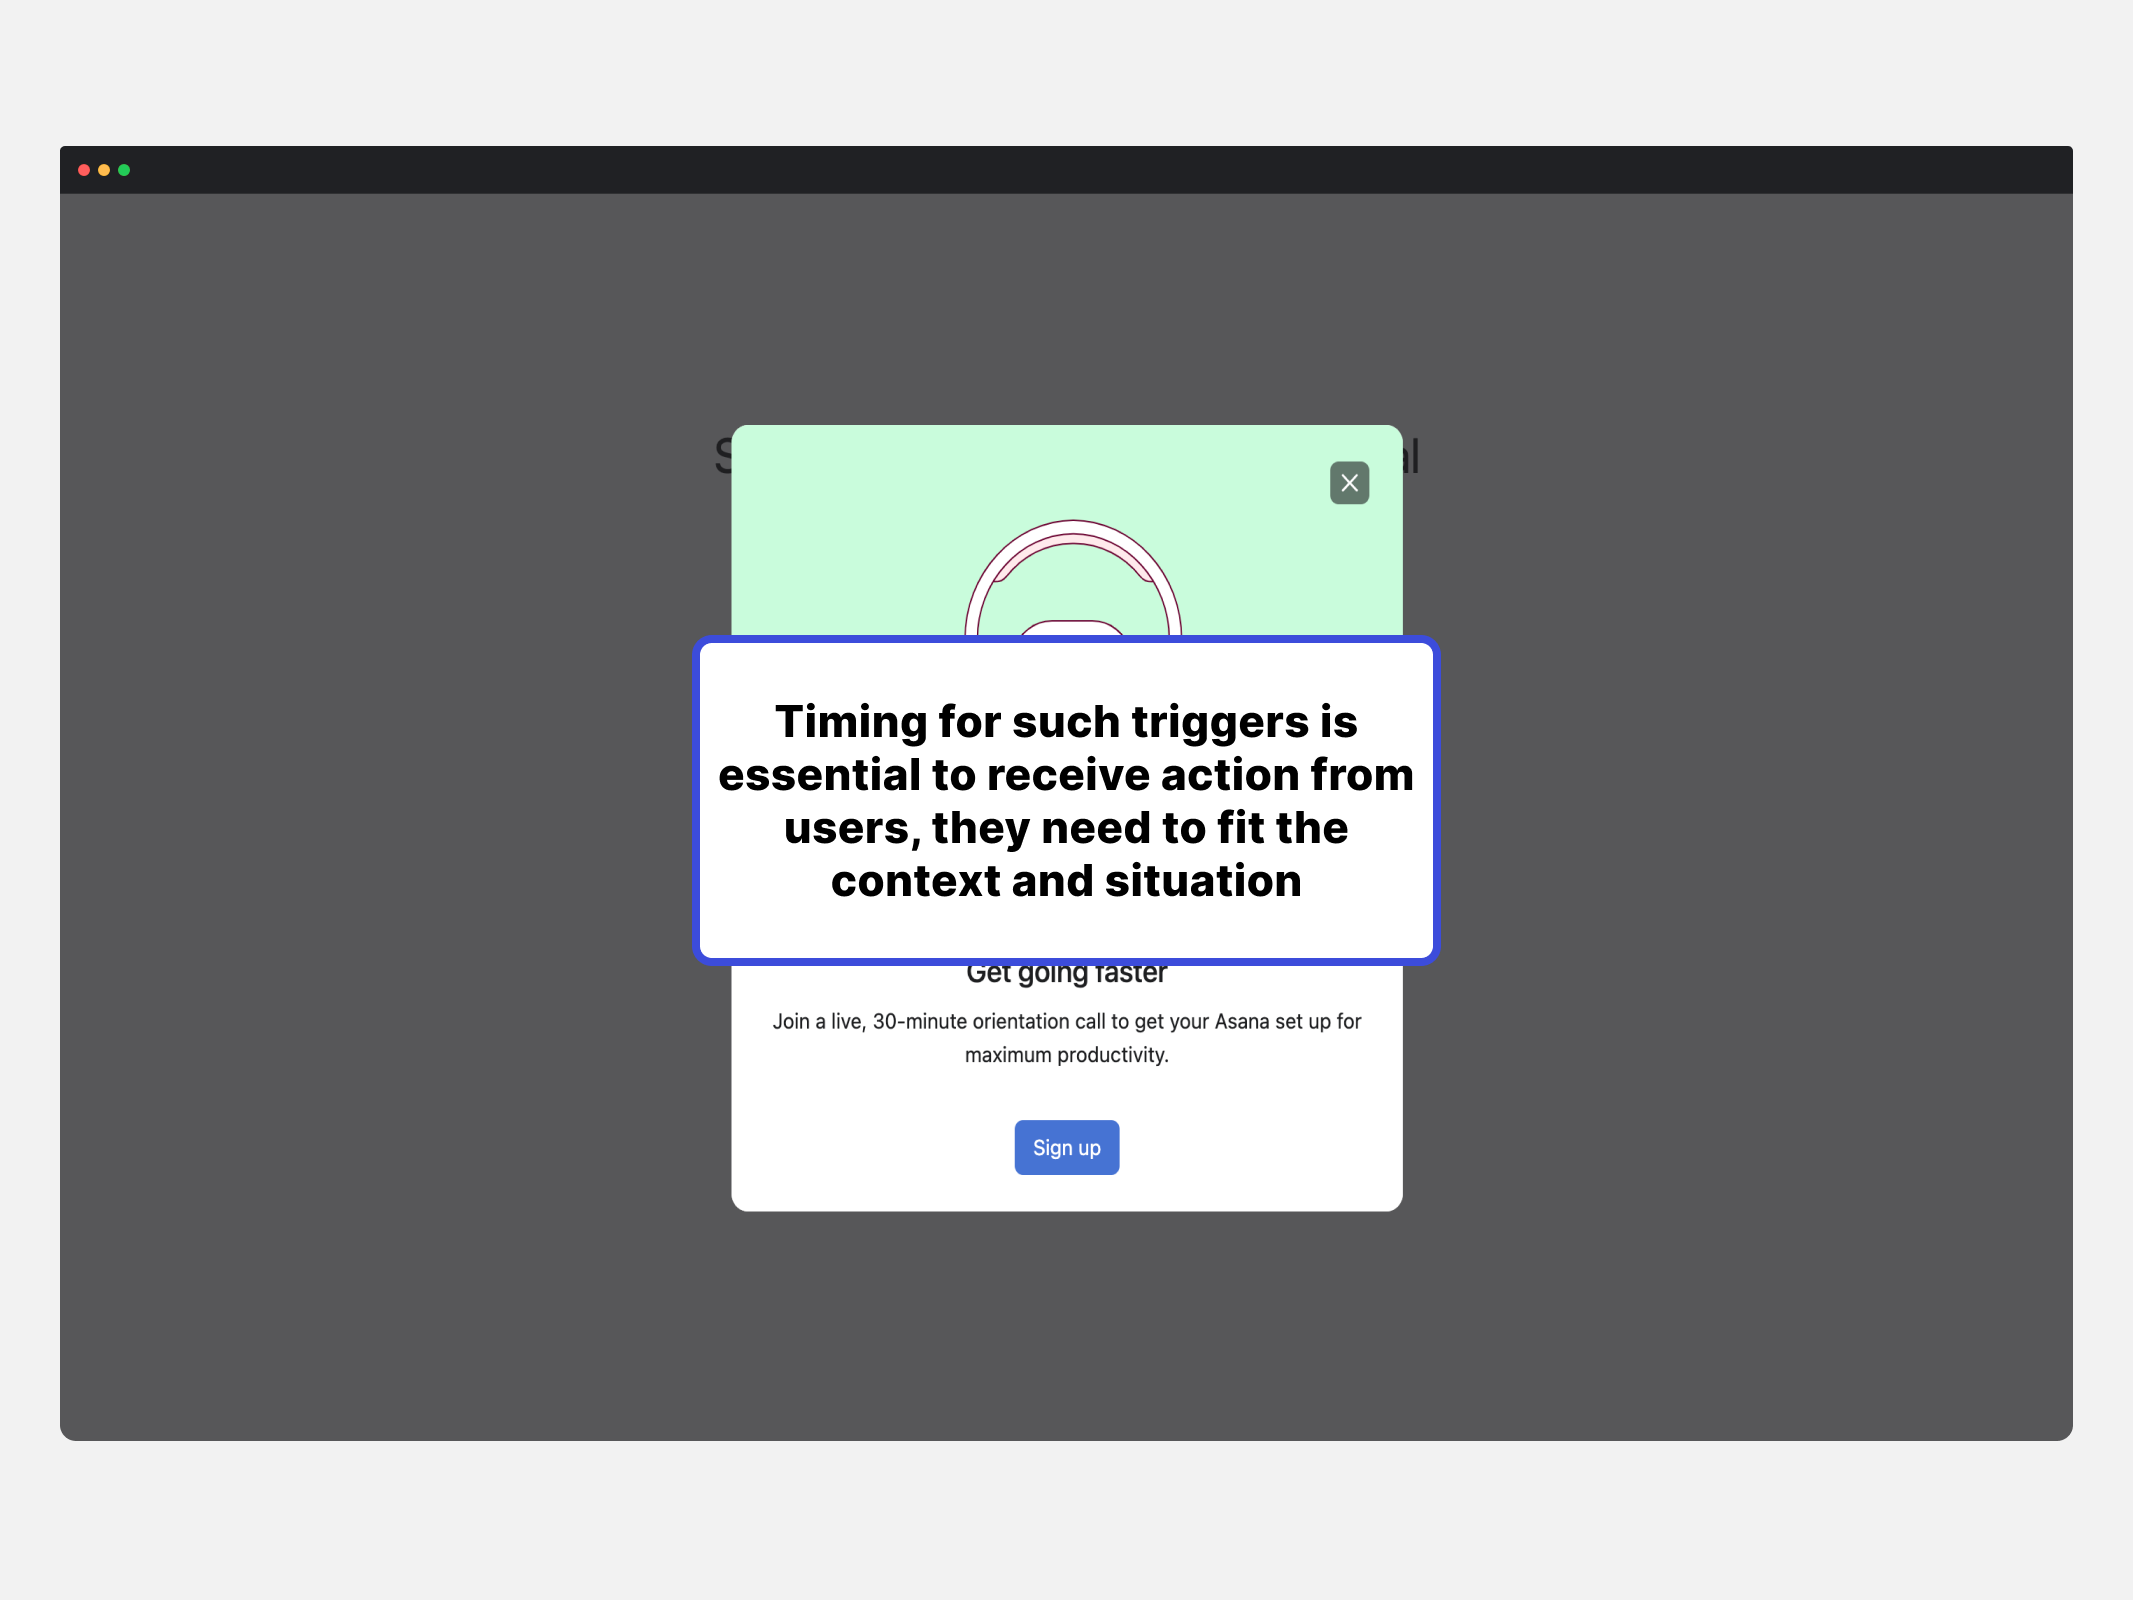 Timing for such triggers is
essential to receive action from
users, they need to fit the
context and situation
Get going faster
Join a live, 30-minute orientation call to get your Asana set up for
maximum productivity.
Sign up